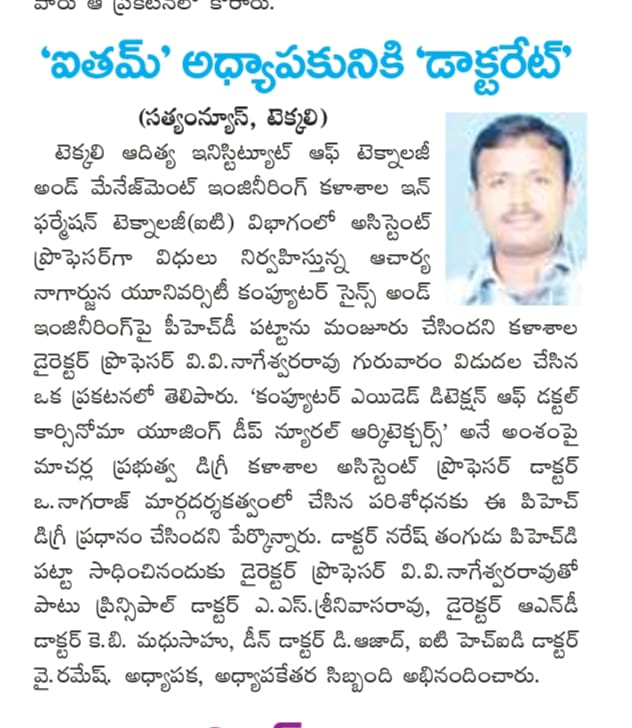 వారు ఆ ప్రకటనలో కోరారు.
‘ఐతమ్’ అధ్యాపకునికి ‘డాక్టరేట్’
(సత్యంన్యూస్, టెక్కలి)
టెక్కలి ఆదిత్య ఇనిస్టిట్యూట్ ఆఫ్ టెక్నాలజీ
అండ్ మేనేజ్‌మెంట్ ఇంజినీరింగ్ కళాశాల ఇన్
ఫర్మేషన్ టెక్నాలజీ(ఐటి) విభాగంలో అసిస్టెంట్
ప్రొఫెసర్‌గా విధులు నిర్వహిస్తున్న ఆచార్య
నాగార్జున యూనివర్సిటీ కంప్యూటర్ సైన్స్ అండ్
ఇంజినీరింగ్‌పై పీహెచ్‌డీ పట్టాను మంజూరు చేసిందని కళాశాల
డైరెక్టర్ ప్రొఫెసర్ వి.వి.నాగేశ్వరరావు గురువారం విడుదల చేసిన
ఒక ప్రకటనలో తెలిపారు. ‘కంప్యూటర్ ఎయిడెడ్ డిటెక్షన్ ఆఫ్ డక్టల్
కార్సినోమా యూజింగ్ డీప్ న్యూరల్ ఆర్కిటెక్చర్స్’ అనే అంశంపై
మాచర్ల ప్రభుత్వ డిగ్రీ కళాశాల అసిస్టెంట్ ప్రొఫెసర్ డాక్టర్
ఒ.నాగరాజ్ మార్గదర్శకత్వంలో చేసిన పరిశోధనకు ఈ పిహెచ్
డిగ్రీ ప్రధానం చేసిందని పేర్కొన్నారు. డాక్టర్ నరేష్ తంగుడు పిహెచ్‌డి
పట్టా సాధించినందుకు డైరెక్టర్ ప్రొఫెసర్ వి.వి.నాగేశ్వరరావుతో
పాటు ప్రిన్సిపాల్ డాక్టర్ ఎ.ఎస్.శ్రీనివాసరావు, డైరెక్టర్ ఆఎన్‌డీ
డాక్టర్ కె.బి. మధుసాహు, డీన్ డాక్టర్ డి.ఆజాద్, ఐటి హెచ్‌ఐడి డాక్టర్
వై.రమేష్. అధ్యాపక, అధ్యాపకేతర సిబ్బంది అభినందించారు.